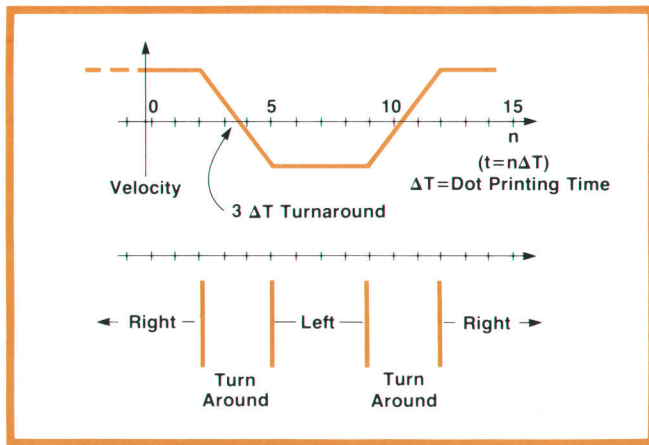 0 5 10 15
n
(t=nΔT)
Velocity
ΔT=Dot Printing Time
3 ΔT Turnaround
Right Left Right
Turn Around Turn Around